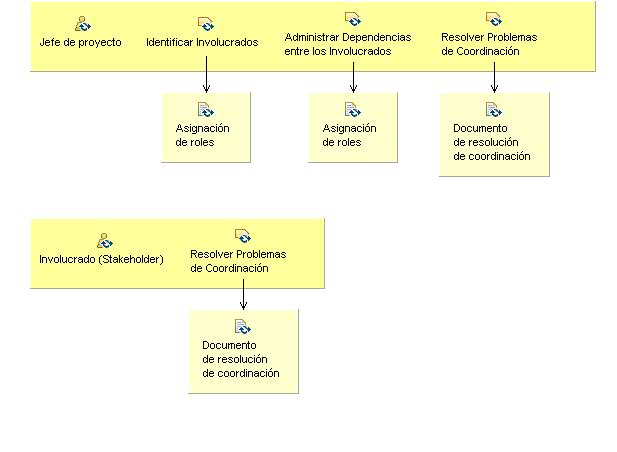 Jefe de proyecto
Identificar Involucrados
Administrar Dependencias
entre los Involucrados
Resolver Problemas
de Coordinación
Asignación
de roles
Asignación
de roles
Documento
de resolución
de coordinación
Involucrado (Stakeholder)
Resolver Problemas
de Coordinación
Documento
de resolución
de coordinación